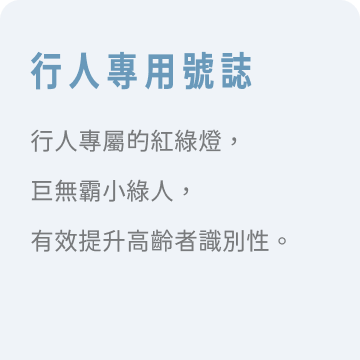 行人專用號誌
行人專屬的紅綠燈，
巨無霸小綠人，
有效提升高齡者識別性。